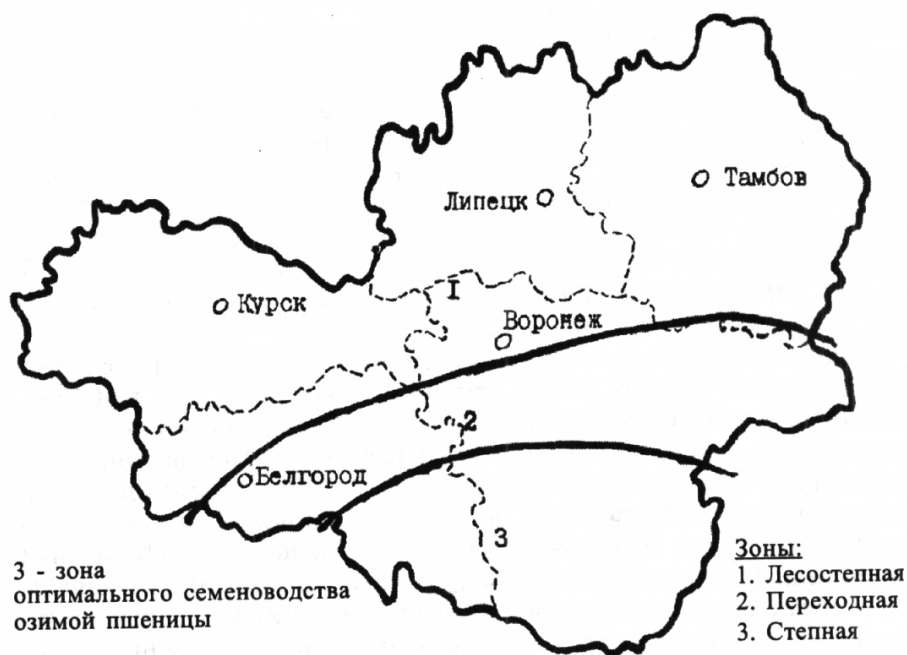 Липецк
Тамбов
1
Курск
Воронеж
2
Белгород
3
3 - зона
оптимального семеноводства
озимой пшеницы
Зоны:
1. Лесостепная
2. Переходная
3. Степная